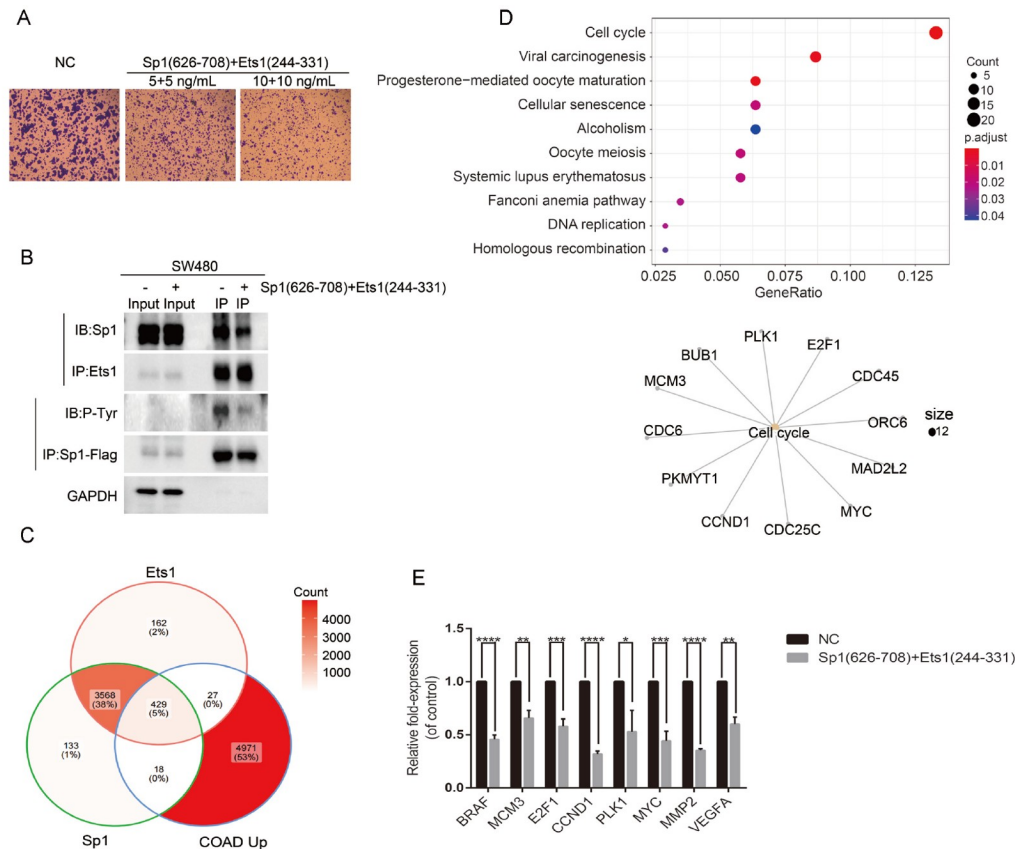 A
NC
Sp1(626-708)+Ets1(244-331)
5+5 ng/mL
10+10 ng/mL
B
SW480
- + - + Sp1(626-708)+Ets1(244-331)
Input Input IP IP
IB:Sp1
IP:Ets1
IB:P-Tyr
IP:Sp1-Flag
GAPDH
C
Ets1
162
(2%)
3568
(38%)
429
(5%)
27
(0%)
133
(1%)
18
(0%)
4971
(53%)
Sp1
COAD Up
Count
4000
3000
2000
1000
D
Cell cycle
Viral carcinogenesis
Progesterone−mediated oocyte maturation
Cellular senescence
Alcoholism
Oocyte meiosis
Systemic lupus erythematosus
Fanconi anemia pathway
DNA replication
Homologous recombination
0.025 0.050 0.075 0.100 0.125
GeneRatio
Count
5
10
15
20
p.adjust
0.01
0.02
0.03
0.04
PLK1
E2F1
BUB1
CDC45
MCM3
ORC6
CDC6
Cell cycle
MAD2L2
PKMYT1
MYC
CCND1
CDC25C
size
12
E
Relative fold-expression
(of control)
1.5
1.0
0.5
0.0
**** ** *** **** * *** **** **
BRAF
MCM3
E2F1
CCND1
PLK1
MYC
MMP2
VEGFA
NC
Sp1(626-708)+Ets1(244-331)